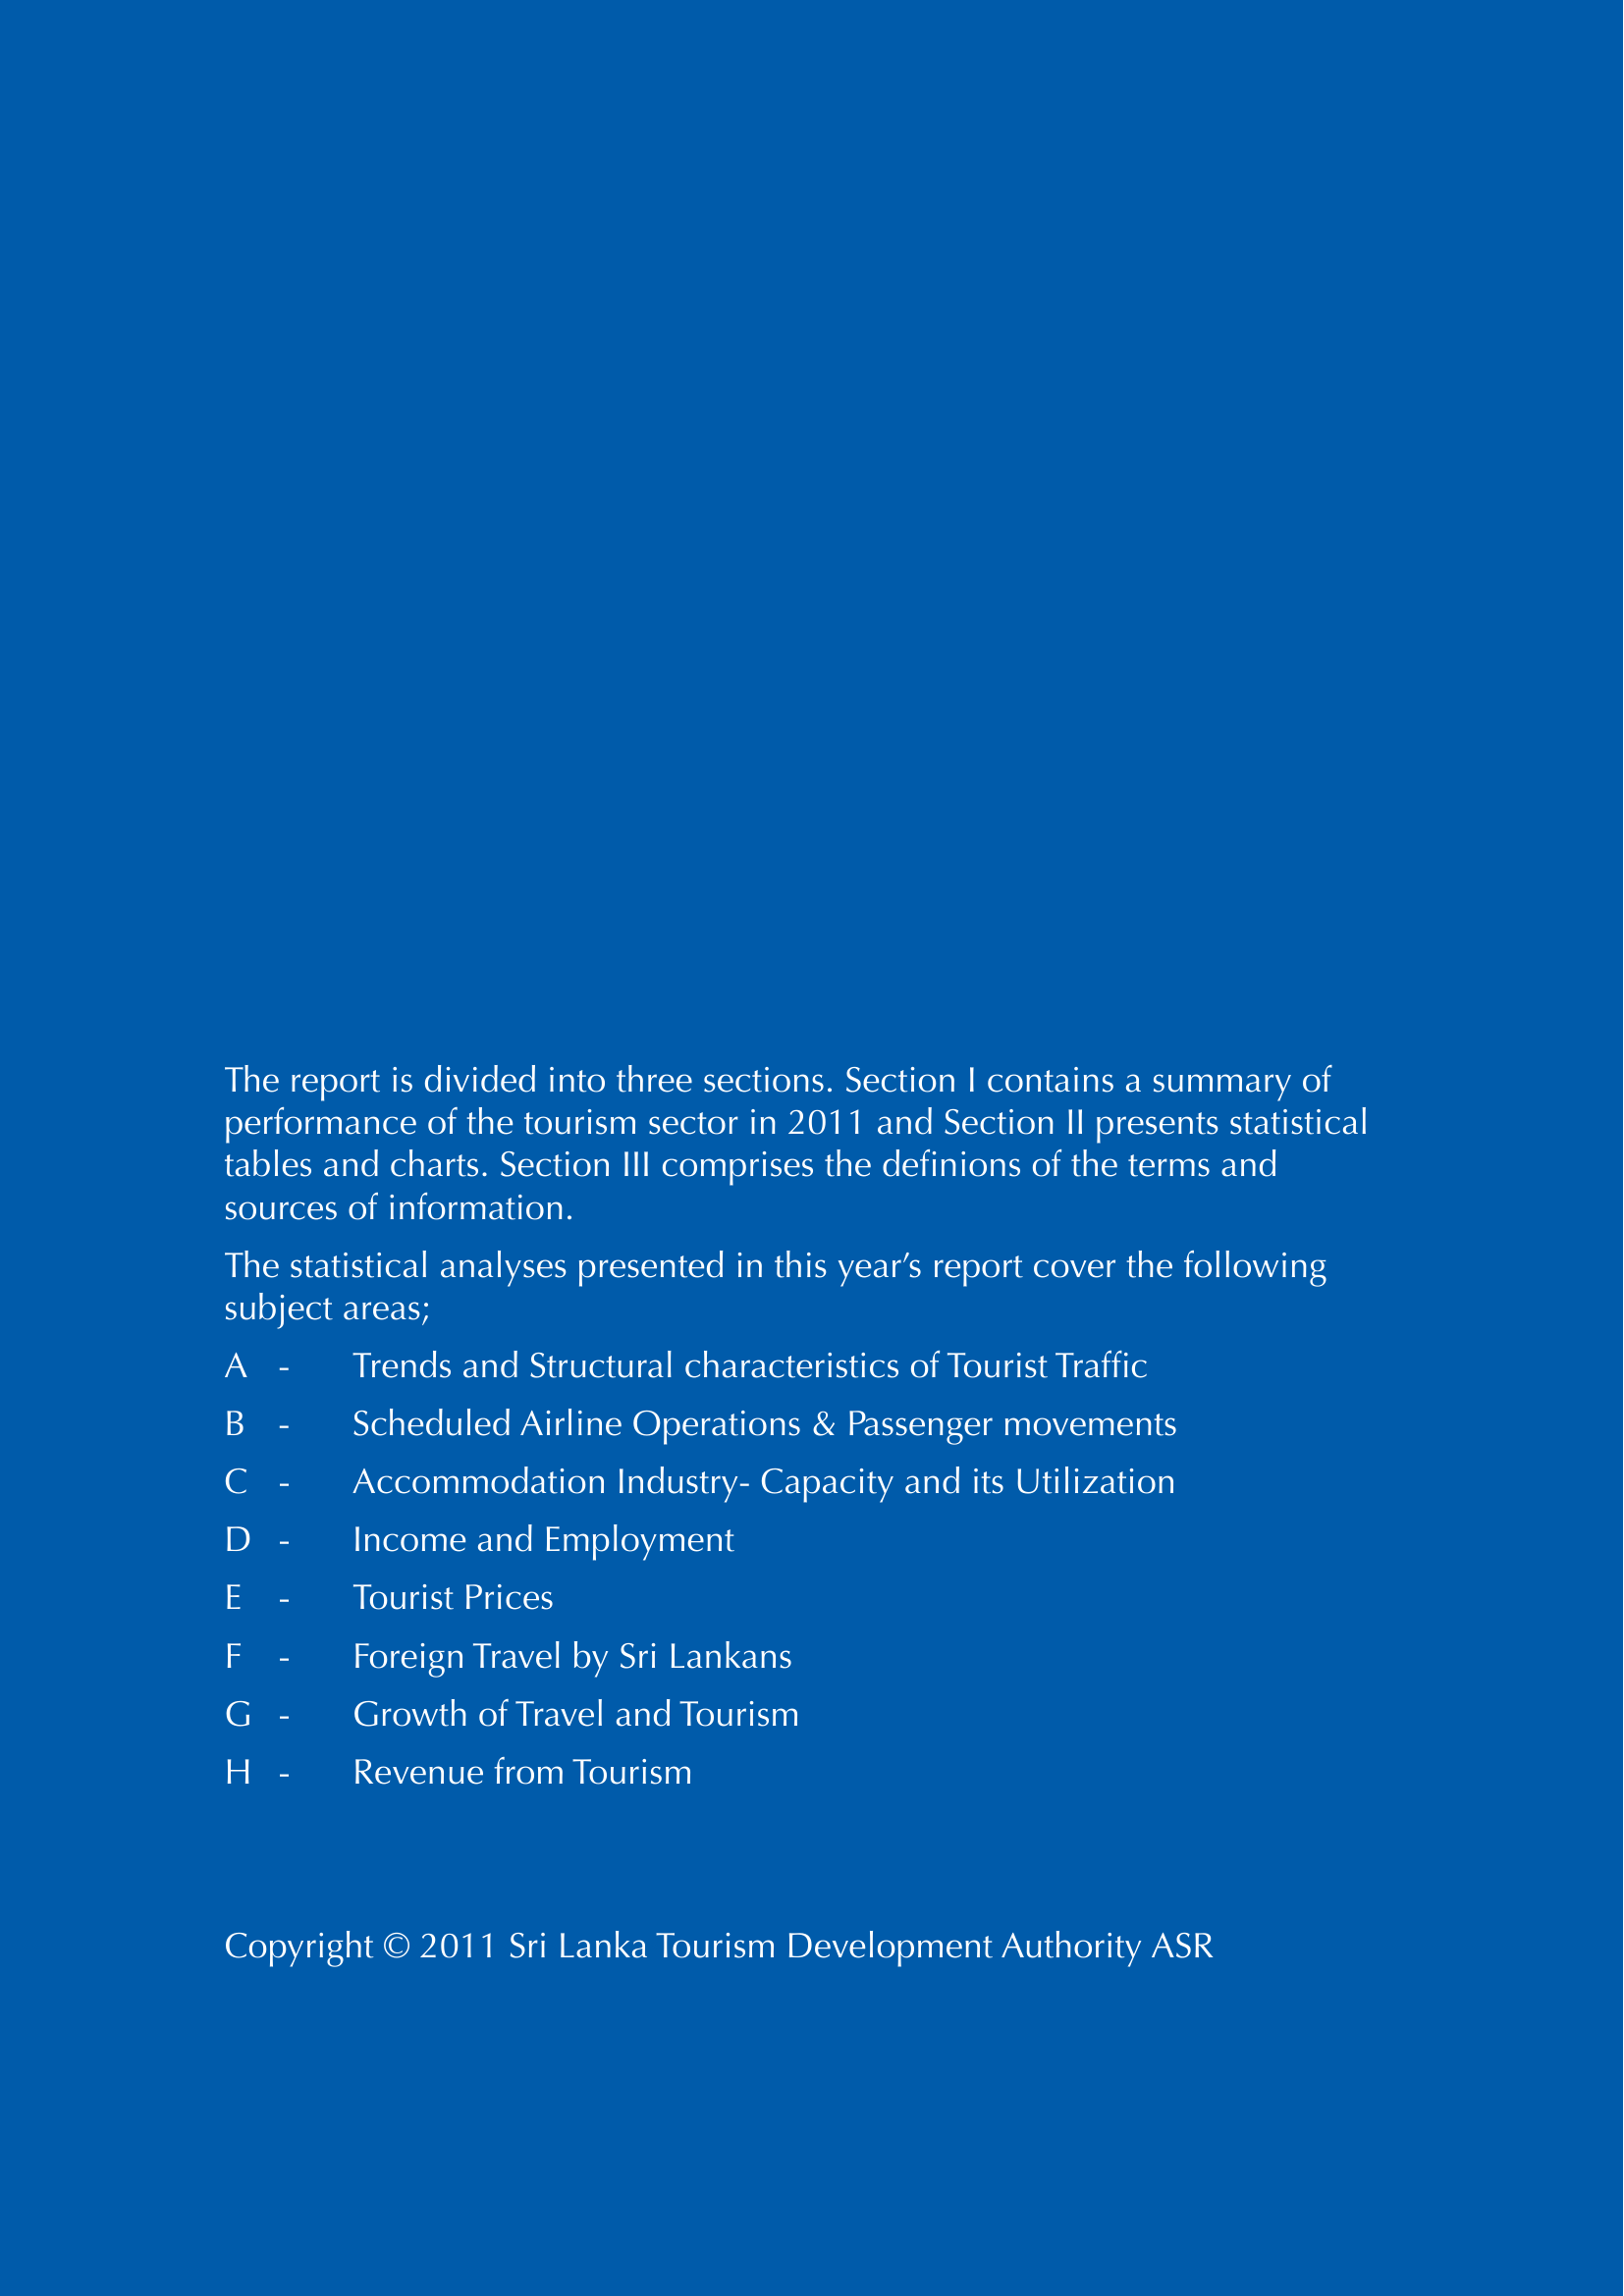 The report is divided into three sections. Section I contains a summary of
performance of the tourism sector in 2011 and Section II presents statistical
tables and charts. Section III comprises the definions of the terms and
sources of information.
The statistical analyses presented in this year’s report cover the following
subject areas;
A - Trends and Structural characteristics of Tourist Traffic
B - Scheduled Airline Operations & Passenger movements
C - Accommodation Industry- Capacity and its Utilization
D - Income and Employment
E - Tourist Prices
F - Foreign Travel by Sri Lankans
G - Growth of Travel and Tourism
H - Revenue from Tourism
Copyright © 2011 Sri Lanka Tourism Development Authority ASR